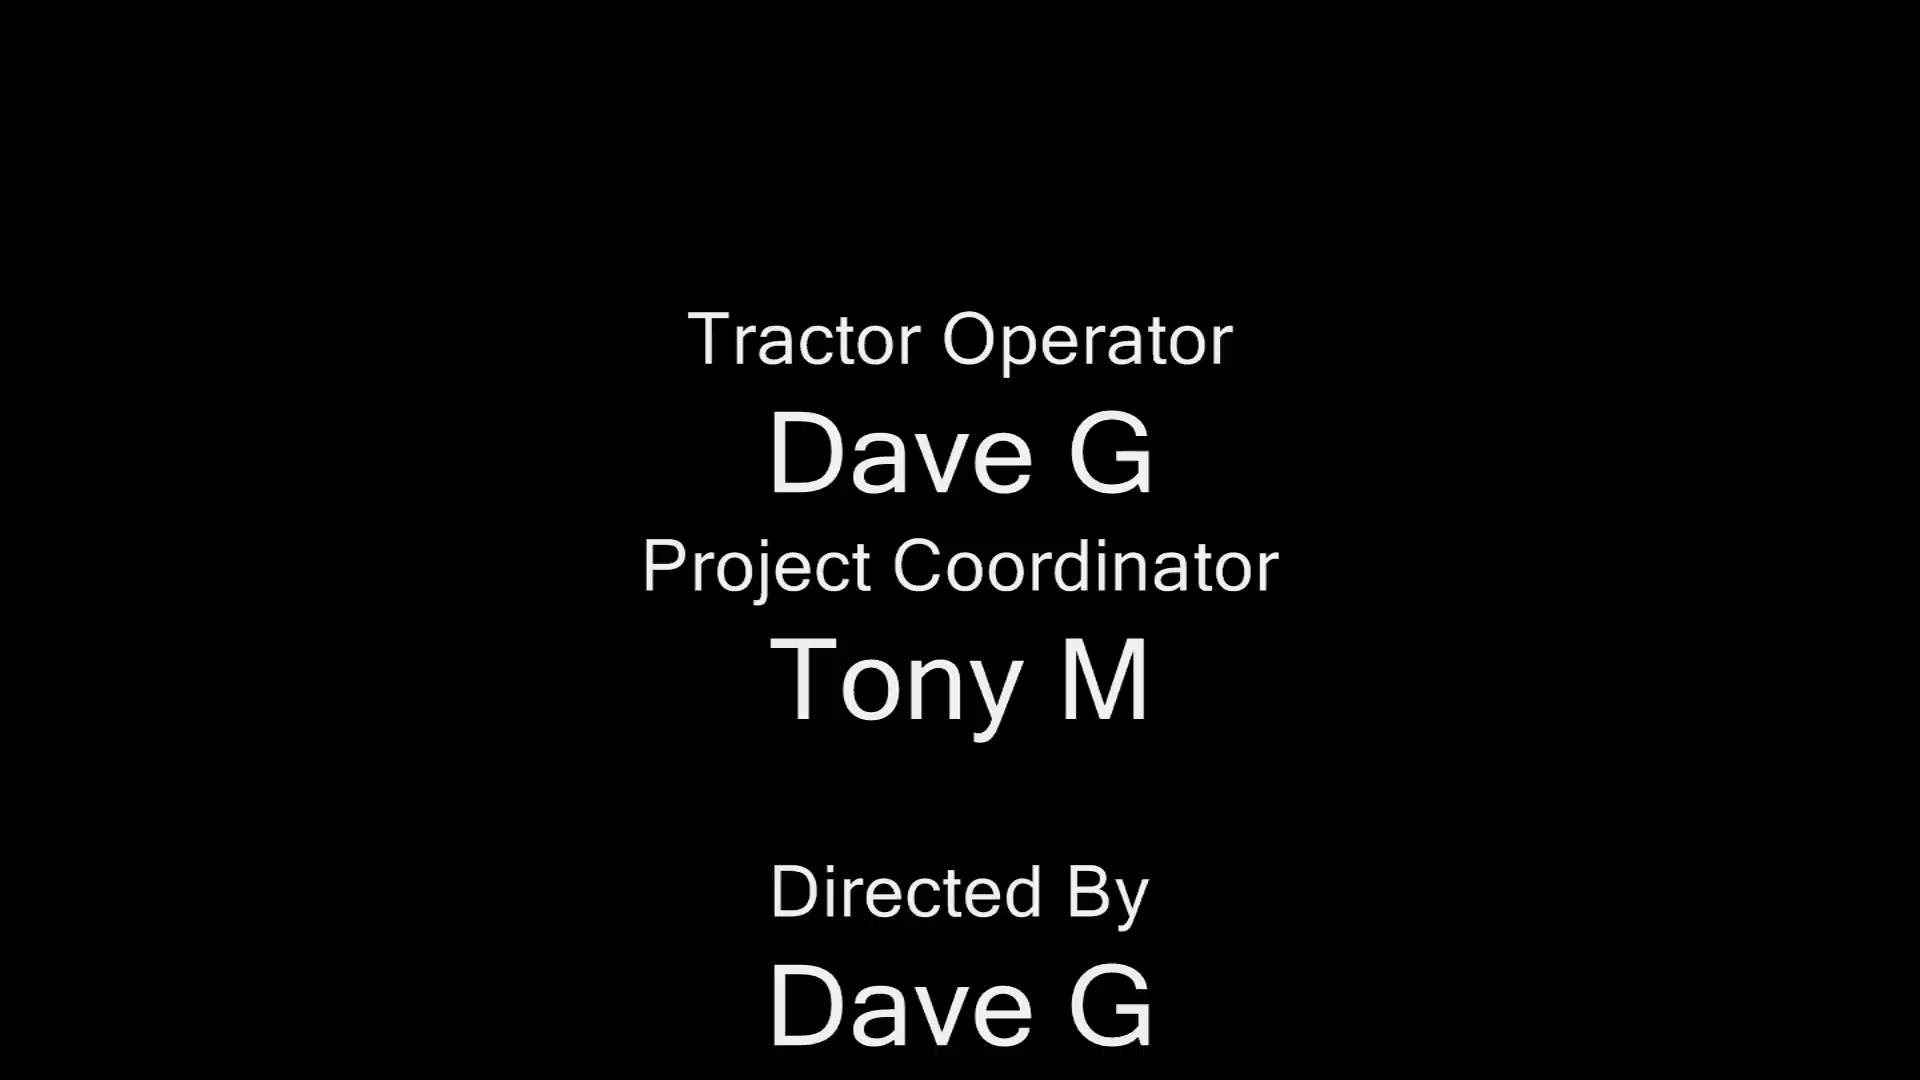 Tractor Operator
Dave G
Project Coordinator
Tony M
Directed By
Dave G